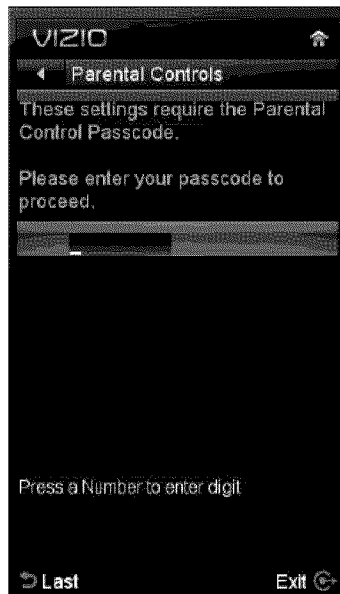 VIZIO
Parental Controls
These settings require the Parental
Control Passcode.
Please enter your passcode to
proceed.
Press a Number to enter digit
Last
Exit